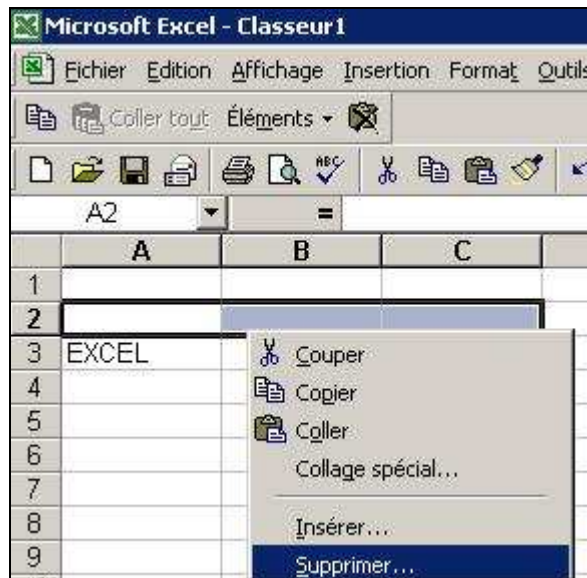 Microsoft Excel - Classeur1
Fichier Edition Affichage Insertion Format Outils
Coller tout Éléments
ABC
A2 =
A B C
1
2
3 EXCEL
4
5
6
7
8
9
Couper
Copier
Coller
Collage spécial...
Insérer...
Supprimer...